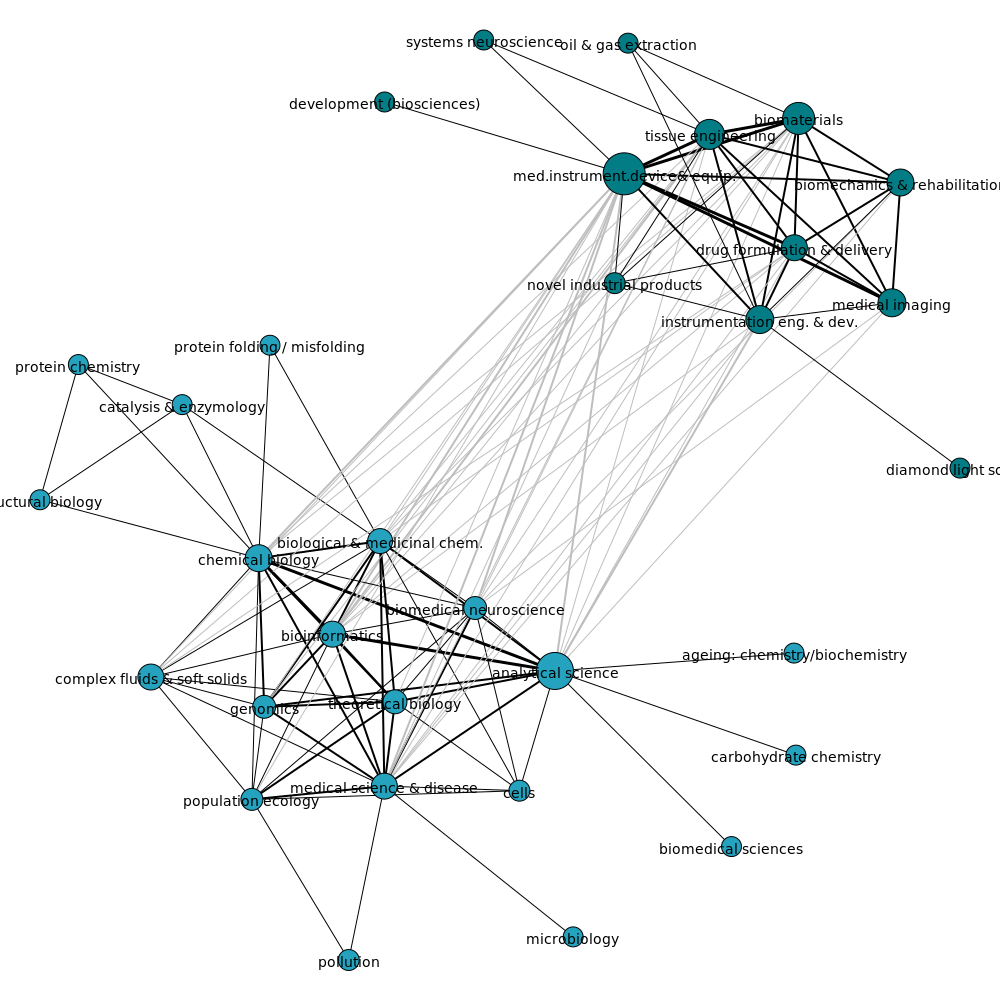 systems neuroscience
oil & gas extraction
development (biosciences)
biomaterials
tissue engineering
med.instrument.device& equip.
biomechanics & rehabilitation
drug formulation & delivery
novel industrial products
medical imaging
instrumentation eng. & dev.
protein folding / misfolding
protein chemistry
catalysis & enzymology
diamond light so
uctural biology
biological & medicinal chem.
chemical biology
biomedical neuroscience
bioinformatics
ageing: chemistry/biochemistry
analytical science
complex fluids & soft solids
theoretical biology
genomics
carbohydrate chemistry
medical science & disease
cells
population ecology
biomedical sciences
microbiology
pollution